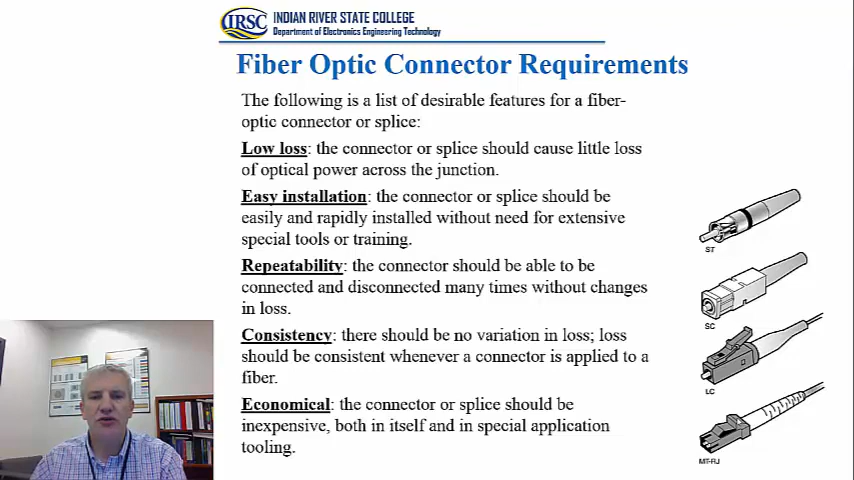 IRSC
INDIAN RIVER STATE COLLEGE
Department of Electronics Engineering Technology
Fiber Optic Connector Requirements
The following is a list of desirable features for a fiber-
optic connector or splice:
Low loss: the connector or splice should cause little loss
of optical power across the junction.
Easy installation: the connector or splice should be
easily and rapidly installed without need for extensive
special tools or training.
Repeatability: the connector should be able to be
connected and disconnected many times without changes
in loss.
Consistency: there should be no variation in loss; loss
should be consistent whenever a connector is applied to a
fiber.
Economical: the connector or splice should be
inexpensive, both in itself and in special application
tooling.
ST
SC
LC
MT-RJ